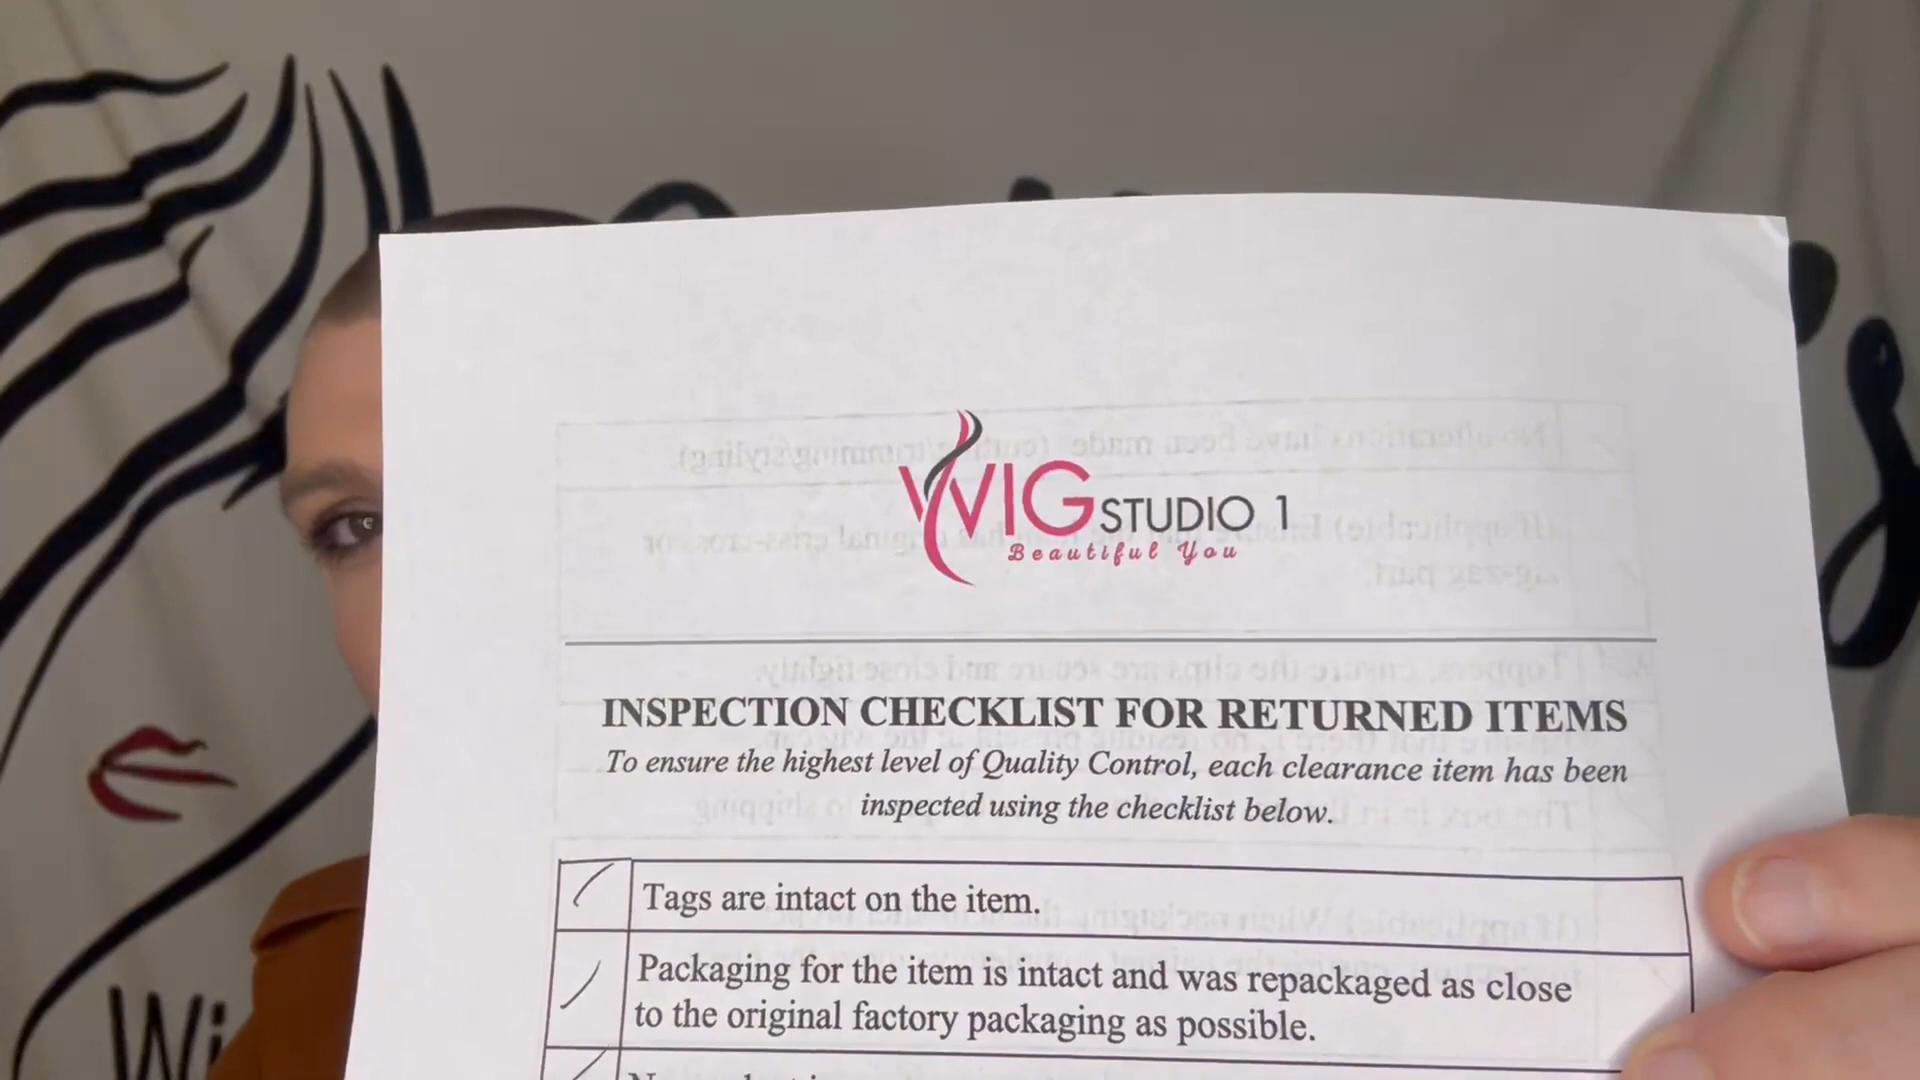 WIG STUDIO 1
Beautiful You
INSPECTION CHECKLIST FOR RETURNED ITEMS
To ensure the highest level of Quality Control, each clearance item has been
inspected using the checklist below.
Tags are intact on the item.
Packaging for the item is intact and was repackaged as close
to the original factory packaging as possible.
Wi